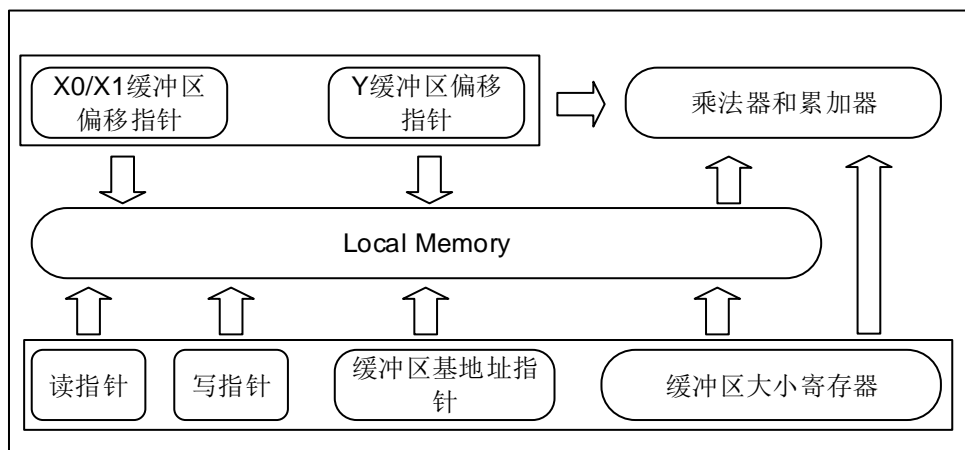 X0/X1缓冲区
偏移指针
Y缓冲区偏移
指针
乘法器和累加器
Local Memory
读指针
写指针
缓冲区基地址指
针
缓冲区大小寄存器